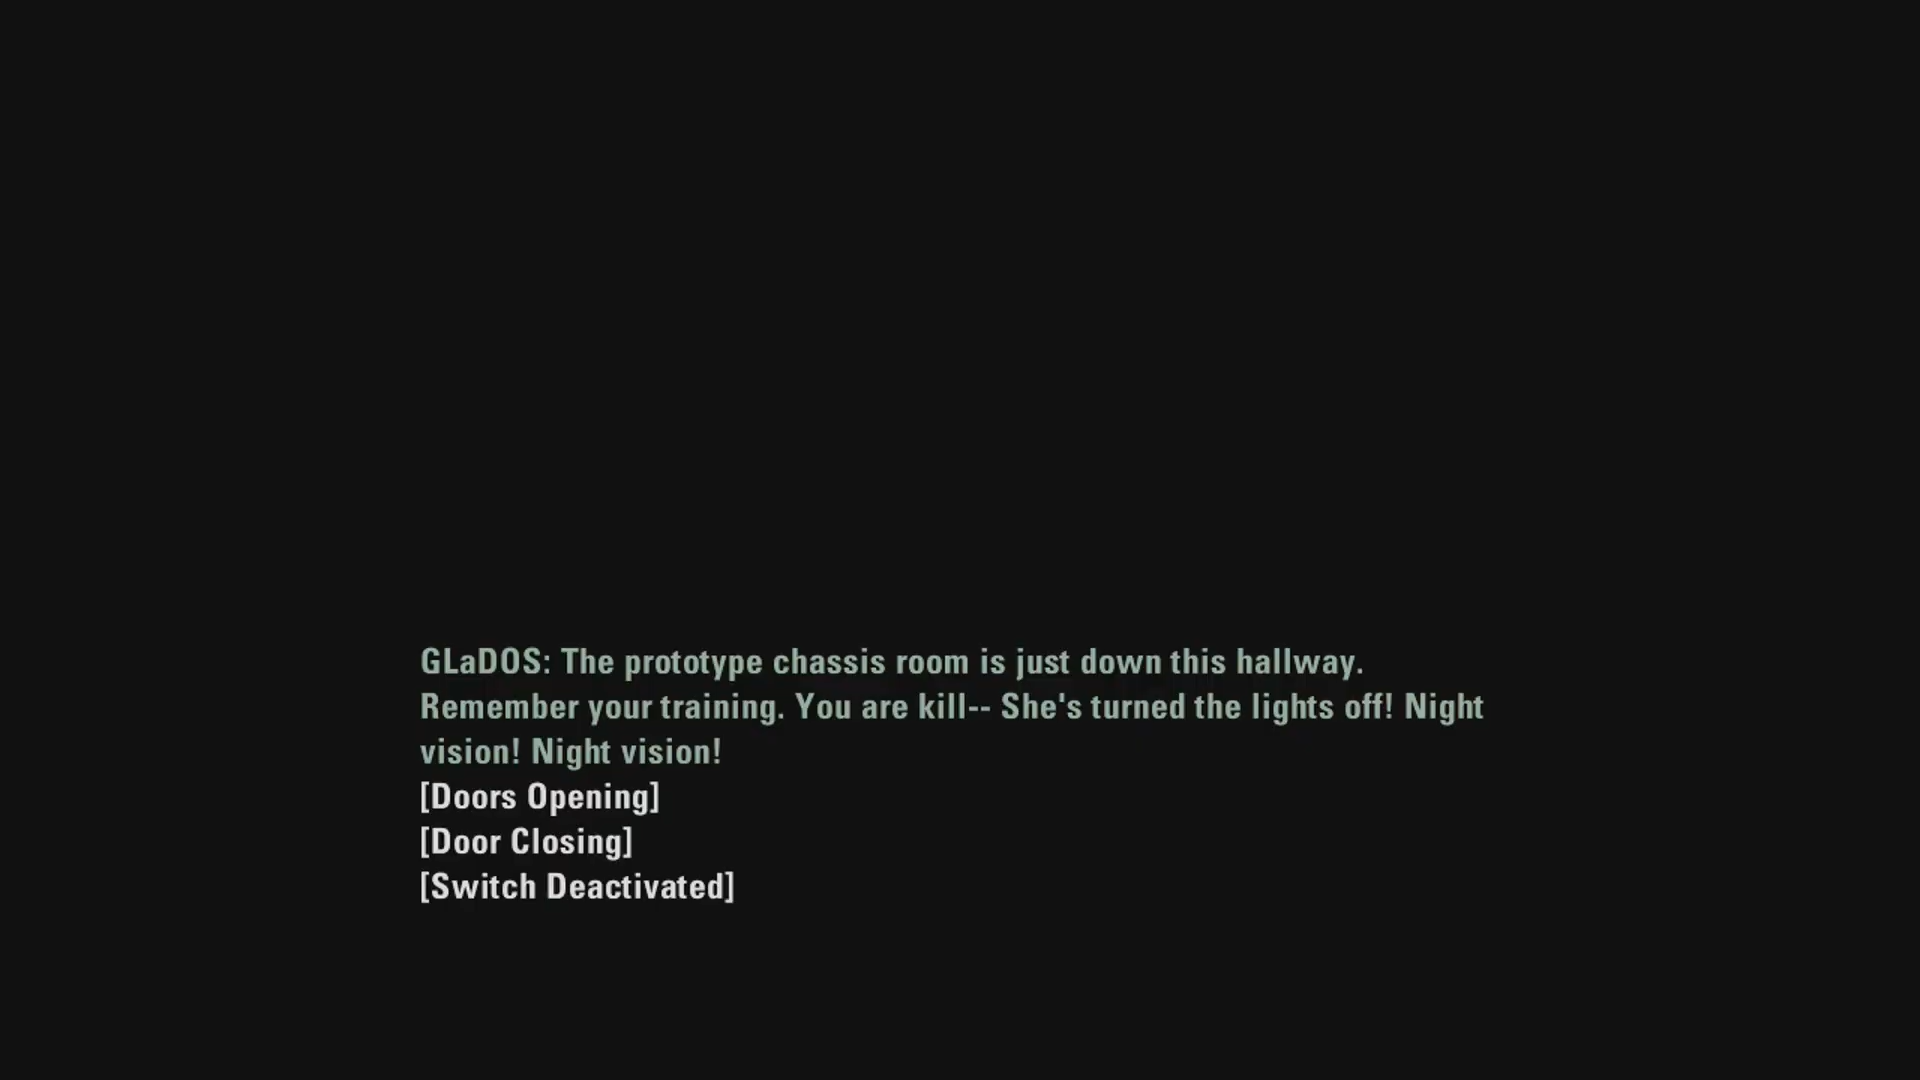 GLaDOS: The prototype chassis room is just down this hallway.
Remember your training. You are kill-- She's turned the lights off! Night
vision! Night vision!
[Doors Opening]
[Door Closing]
[Switch Deactivated]